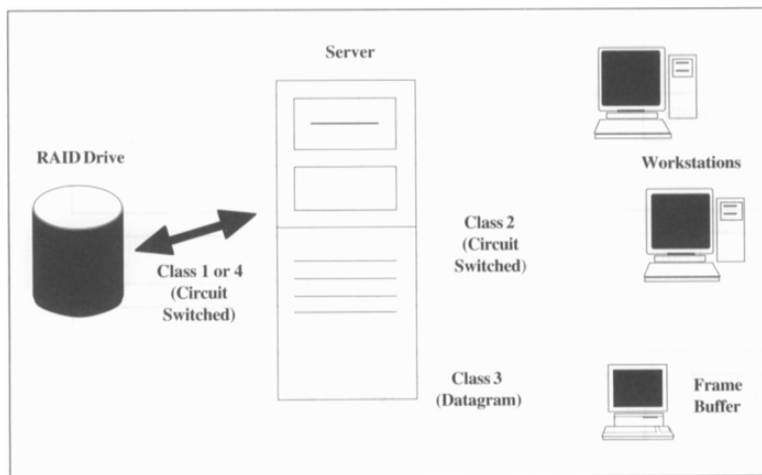 Server
RAID Drive
Workstations
Class 2
(Circuit
Switched)
Class 1 or 4
(Circuit
Switched)
Class 3
(Datagram)
Frame
Buffer